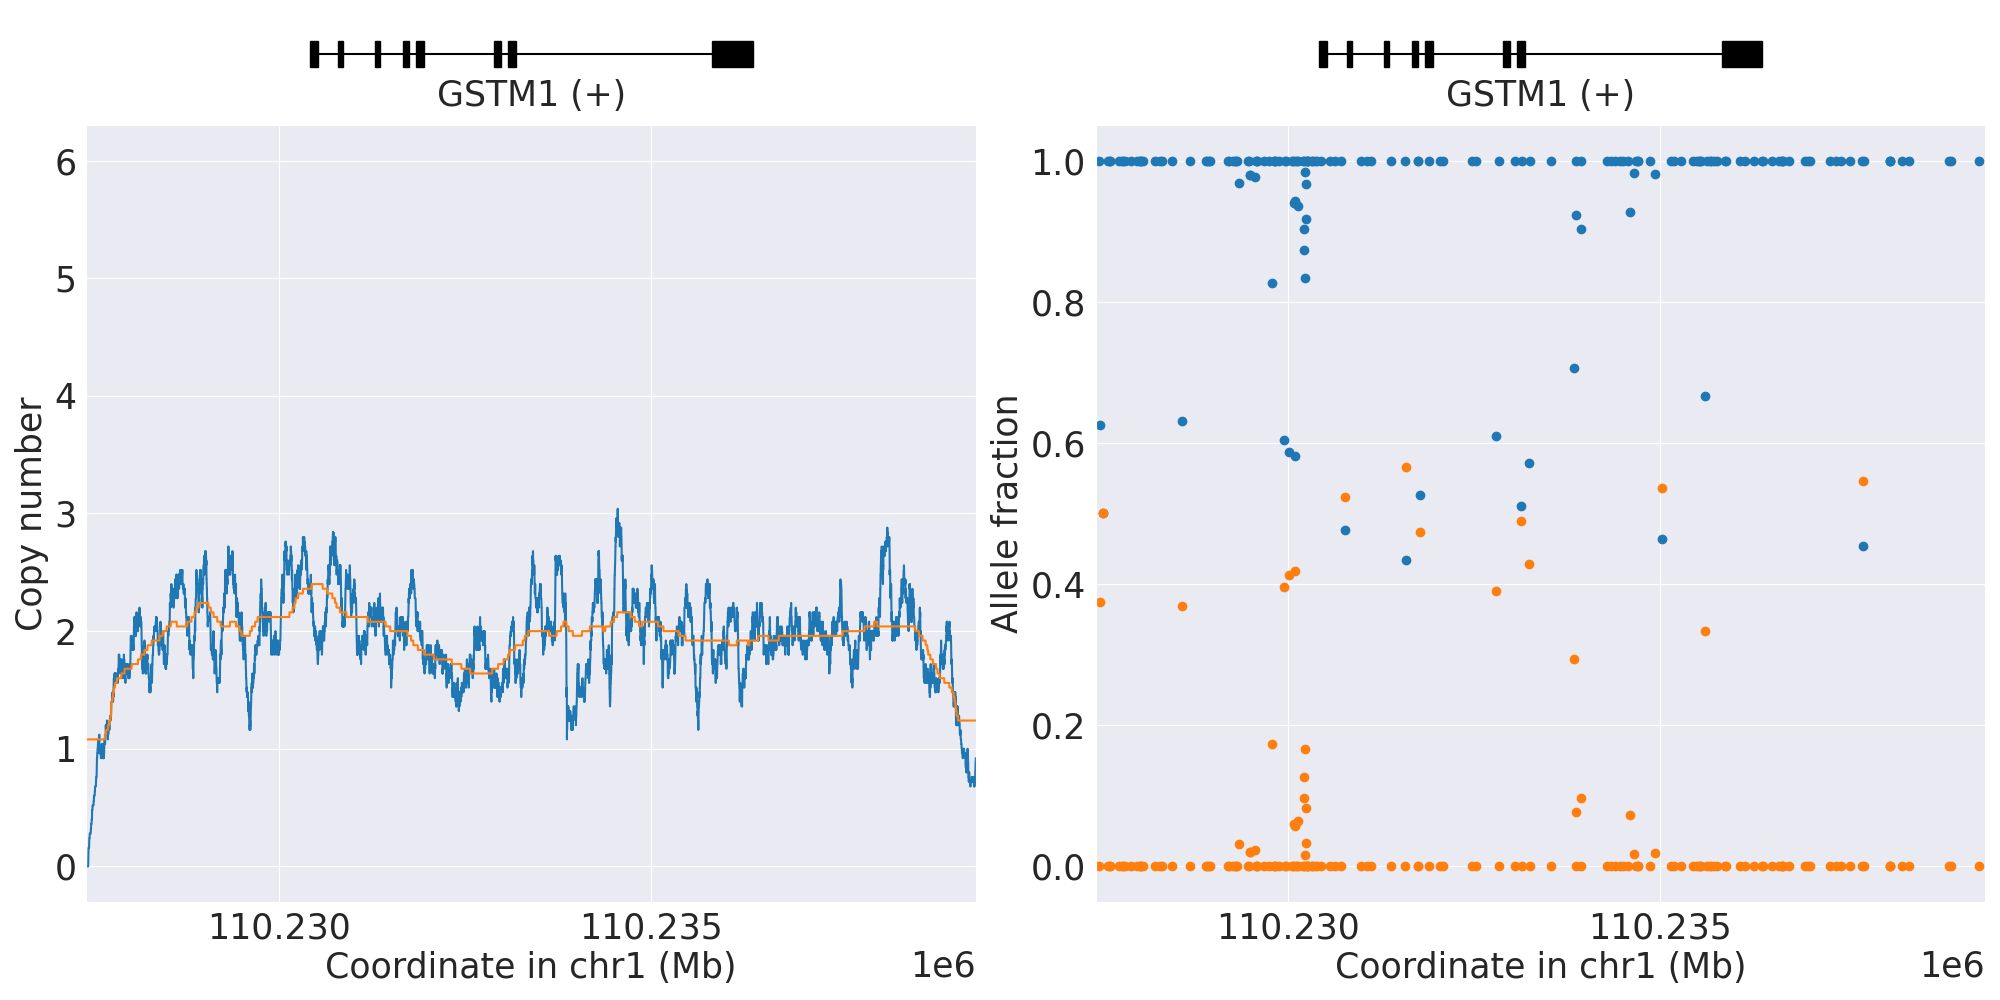 GSTM1 (+)
6
5
4
3
2
1
0
Copy number
110.230
110.235
Coordinate in chr1 (Mb)
1e6
GSTM1 (+)
1.0
0.8
0.6
0.4
0.2
0.0
Allele fraction
110.230
110.235
Coordinate in chr1 (Mb)
1e6